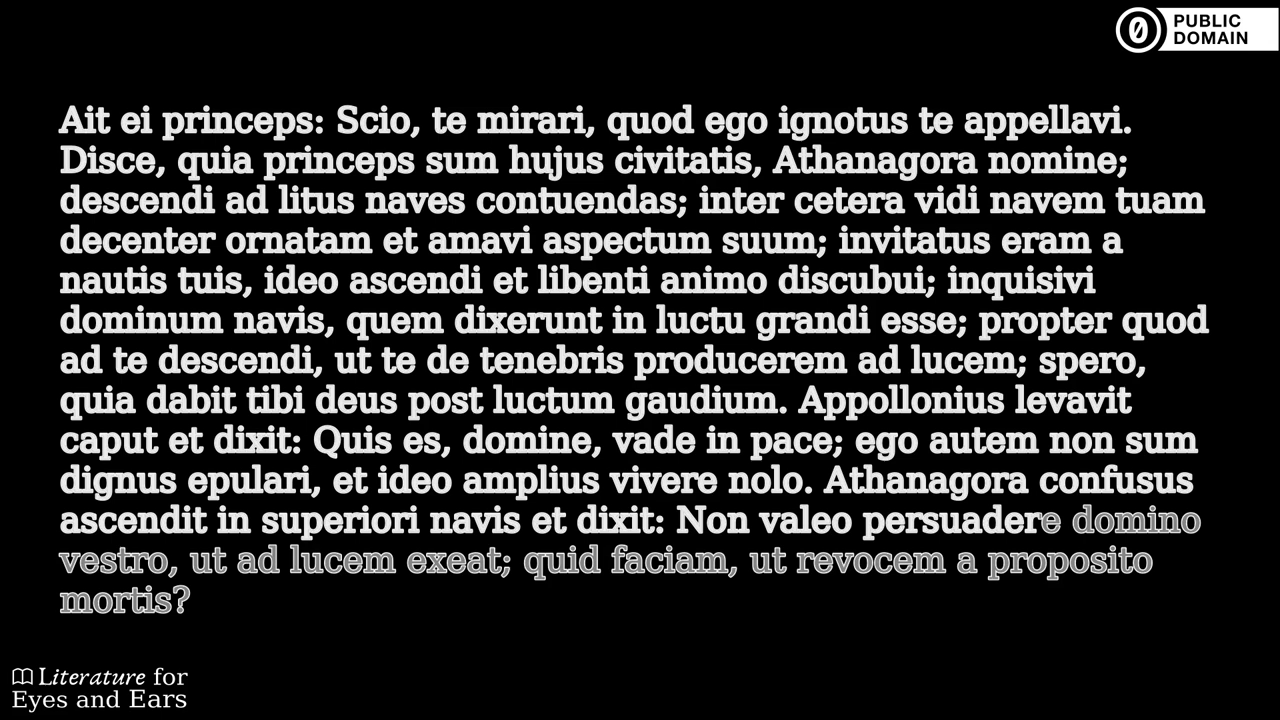 PUBLIC
DOMAIN
Ait ei princeps: Scio, te mirari, quod ego ignotus te appellavi.
Disce, quia princeps sum hujus civitatis, Athanagora nomine;
descendi ad litus naves contuendas; inter cetera vidi navem tuam
decenter ornatam et amavi aspectum suum; invitatus eram a
nautis tuis, ideo ascendi et libenti animo discubui; inquisivi
dominum navis, quem dixerunt in luctu grandi esse; propter quod
ad te descendi, ut te de tenebris producerem ad lucem; spero,
quia dabit tibi deus post luctum gaudium. Appollonius levavit
caput et dixit: Quis es, domine, vade in pace; ego autem non sum
dignus epulari, et ideo amplius vivere nolo. Athanagora confusus
ascendit in superiori navis et dixit: Non valeo persuadere domino
vestro, ut ad lucem exeat; quid faciam, ut revocem a proposito
mortis?
Literature for
Eyes and Ears